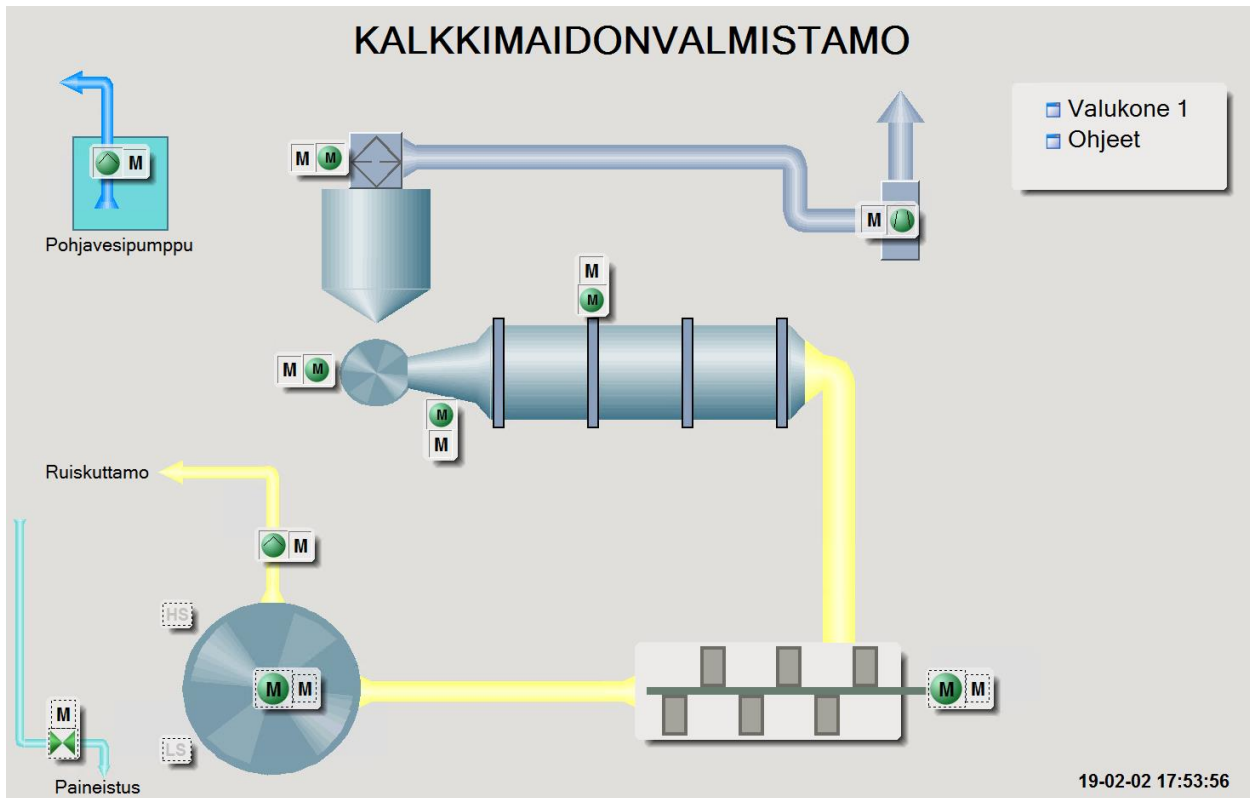 KALKKIMAIDONVALMISTAMO
Valukone 1
Ohjeet
M
M M
M
Pohjavesipumppu
M
M
M M
M
M
Ruiskuttamo
M
HS
M M
M M
M
LS
Paineistus
19-02-02 17:53:56